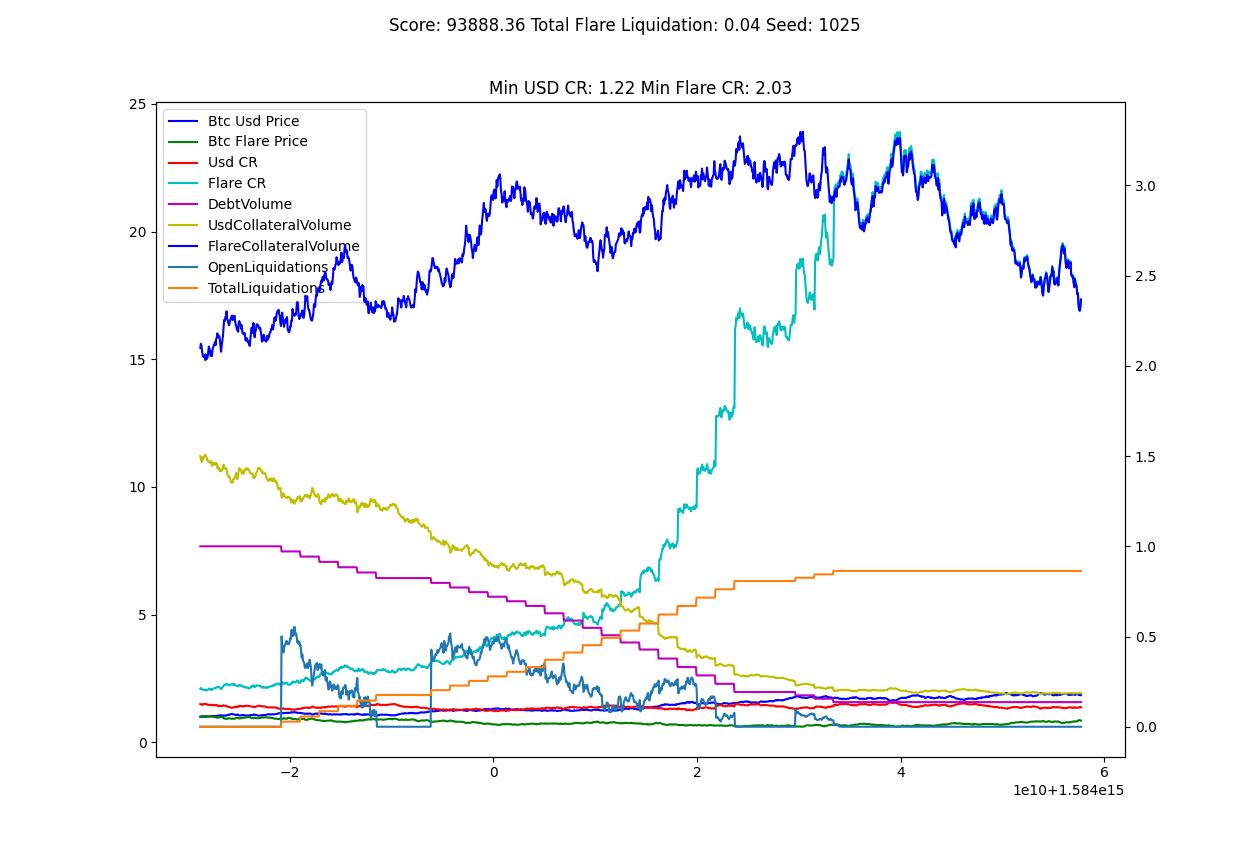 Score: 93888.36 Total Flare Liquidation: 0.04 Seed: 1025
Min USD CR: 1.22 Min Flare CR: 2.03
Btc Usd Price
Btc Flare Price
Usd CR
Flare CR
DebtVolume
UsdCollateralVolume
FlareCollateralVolume
OpenLiquidations
TotalLiquidations
25
20
15
10
5
0
3.0
2.5
2.0
1.5
1.0
0.5
0.0
−2
0
2
4
6
1e10+1.584e15